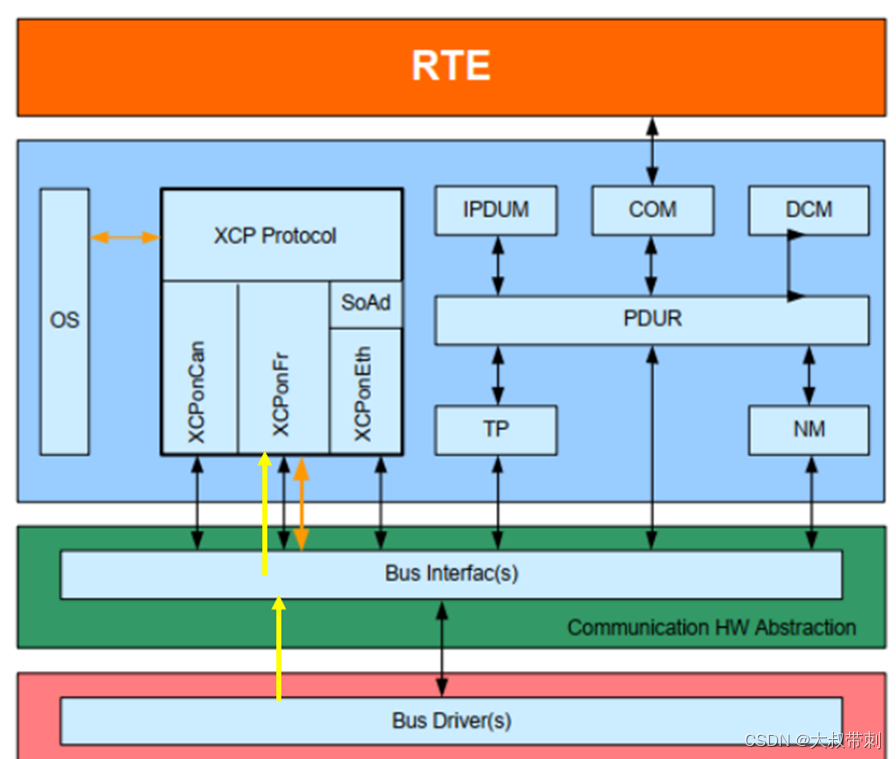 RTE
IPDUM
COM
DCM
XCP Protocol
SoAd
OS
PDUR
XCPonCan
XCPonFr
XCPonEth
TP
NM
Bus Interfac(s)
Communication HW Abstraction
Bus Driver(s)
CSDN @大叔带刺